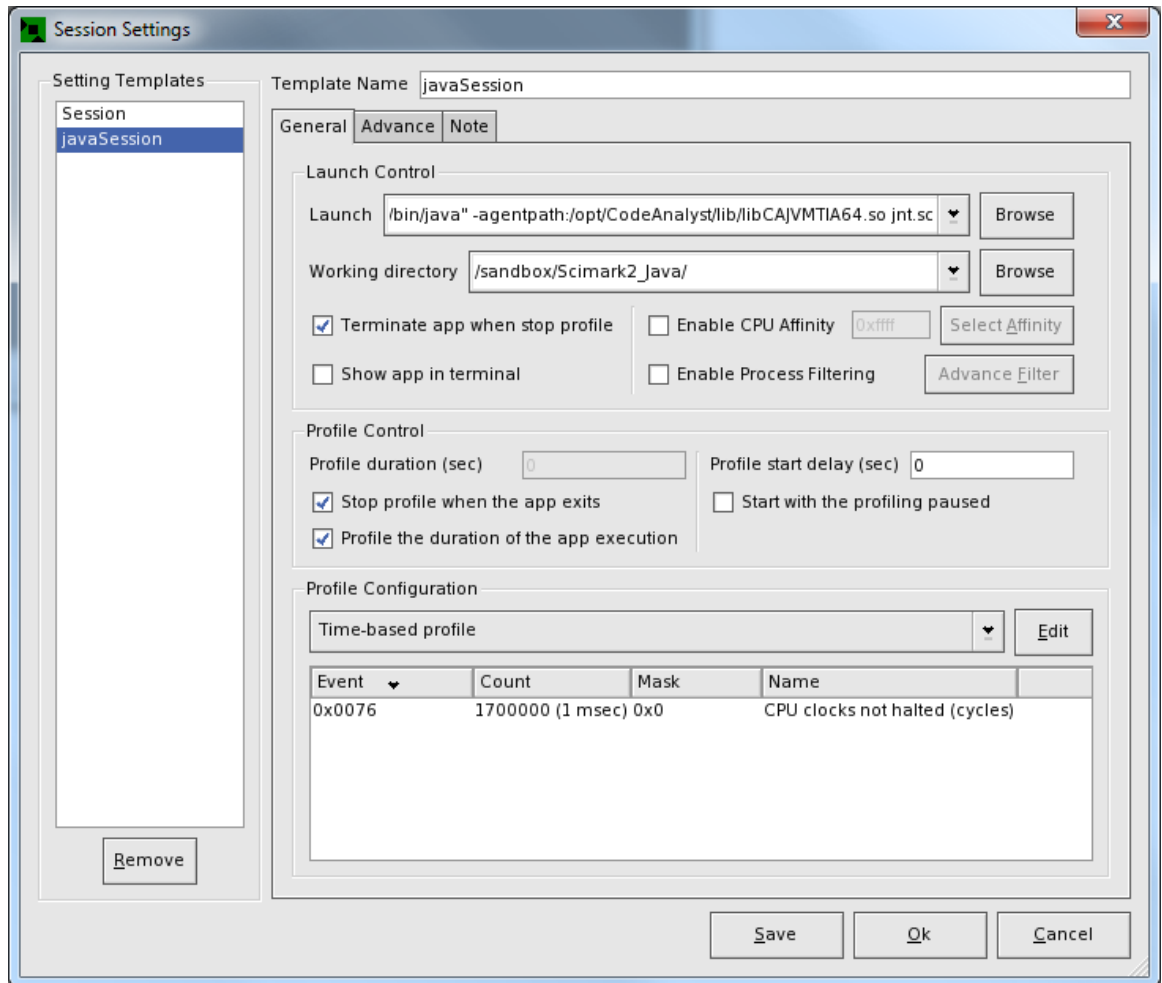 Session Settings
Setting Templates
Session
javaSession
Remove
Template Name javaSession
General Advance Note
Launch Control
Launch /bin/java" -agentpath:/opt/CodeAnalyst/lib/libCAJVMTIA64.so jnt.sc Browse
Working directory /sandbox/Scimark2_Java/ Browse
Terminate app when stop profile Enable CPU Affinity 0xffff Select Affinity
Show app in terminal Enable Process Filtering Advance Filter
Profile Control
Profile duration (sec) 0 Profile start delay (sec) 0
Stop profile when the app exits Start with the profiling paused
Profile the duration of the app execution
Profile Configuration
Time-based profile Edit
Event Count Mask Name
0x0076 1700000 (1 msec) 0x0 CPU clocks not halted (cycles)
Save Ok Cancel